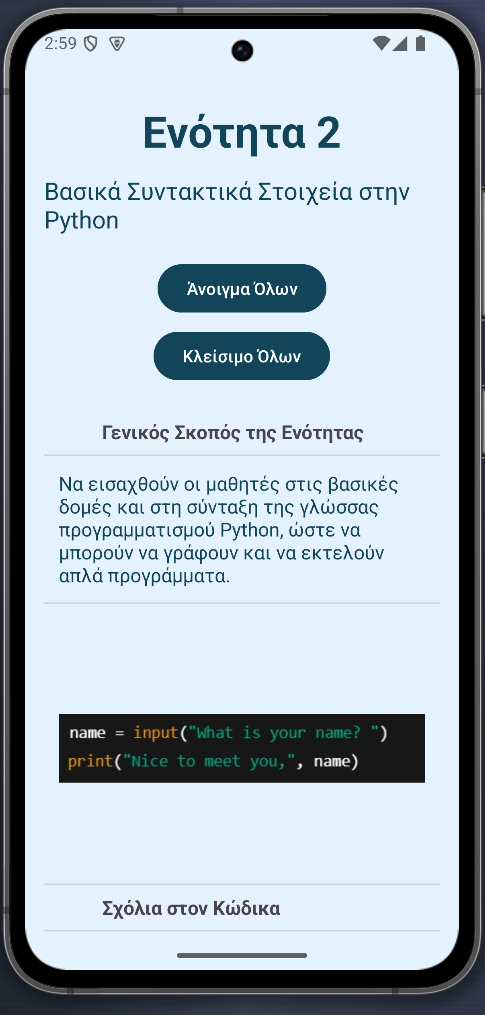 2:59
Ενότητα 2
Βασικά Συντακτικά Στοιχεία στην
Python
Άνοιγμα Όλων
Κλείσιμο Όλων
Γενικός Σκοπός της Ενότητας
Να εισαχθούν οι μαθητές στις βασικές
δομές και στη σύνταξη της γλώσσας
προγραμματισμού Python, ώστε να
μπορούν να γράφουν και να εκτελούν
απλά προγράμματα.
name = input("What is your name? ")
print("Nice to meet you,", name)
Σχόλια στον Κώδικα